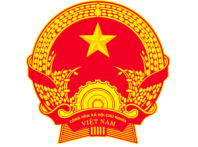 CỘNG HÒA XÃ HỘI CHỦ NGHĨA
VIỆT NAM